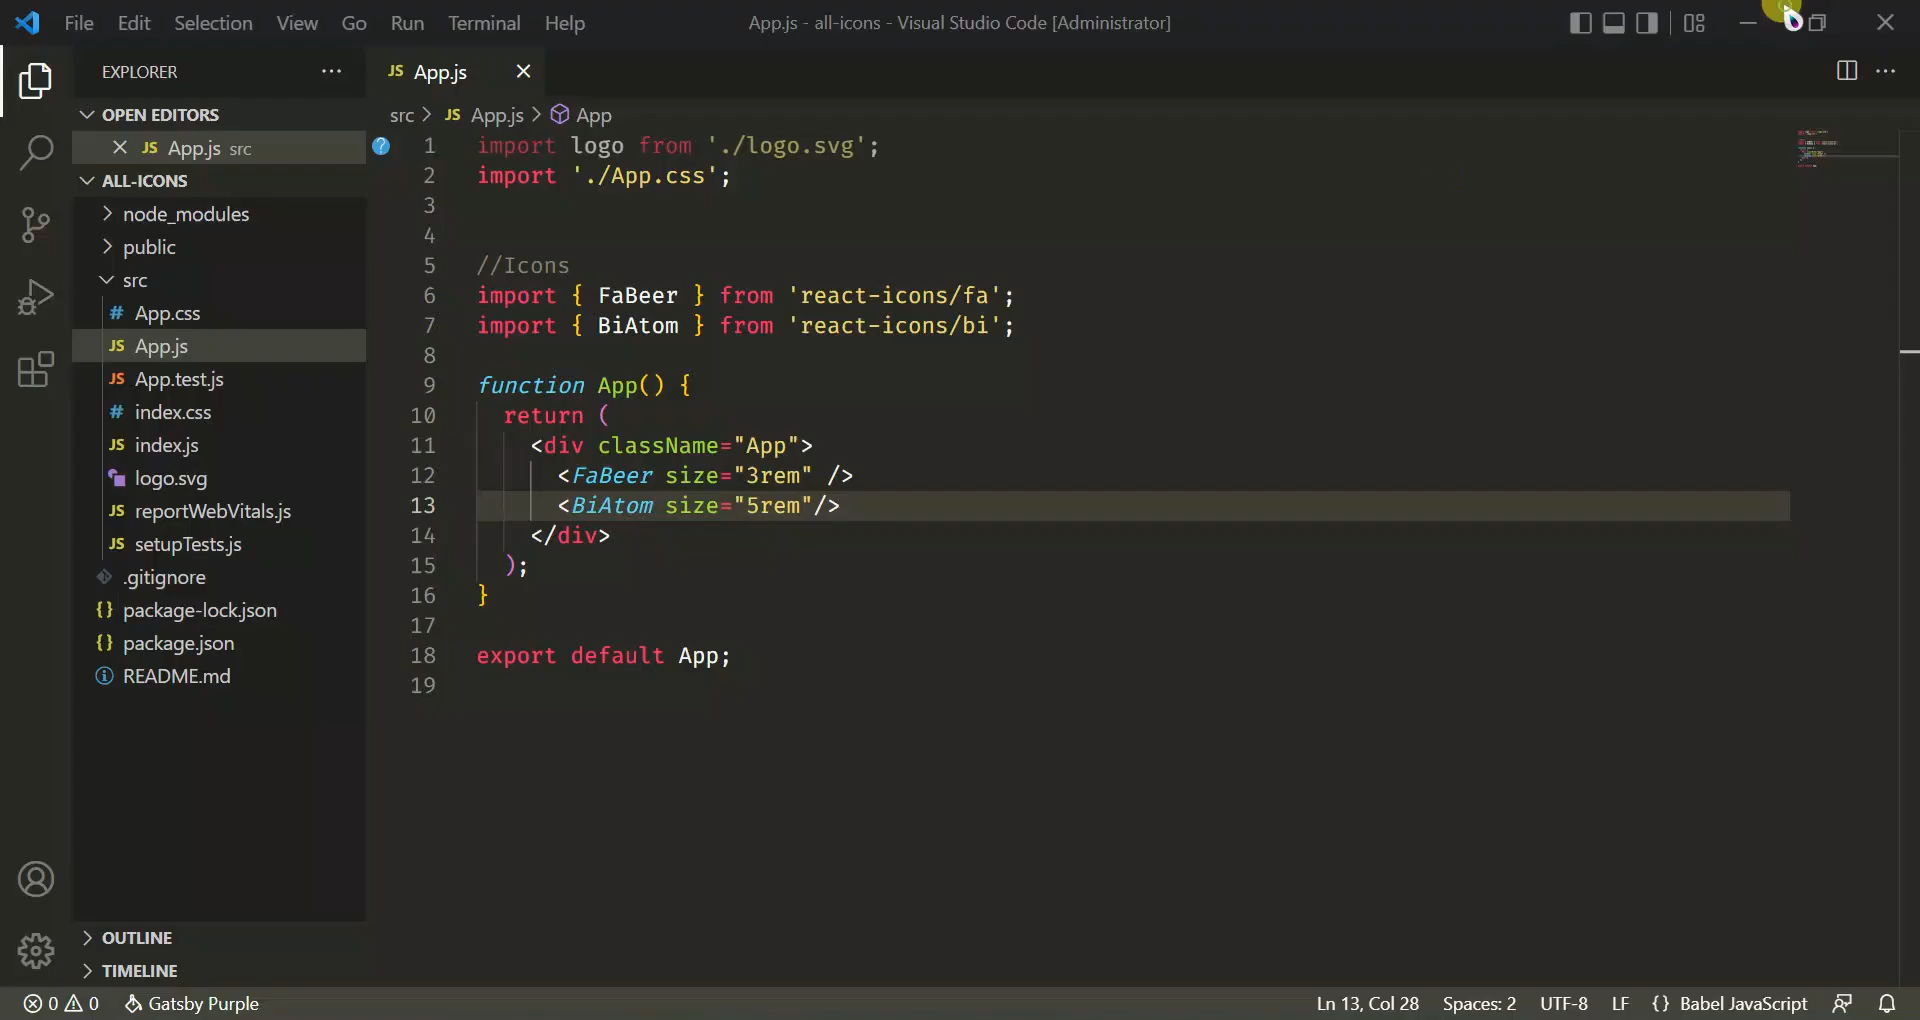 File Edit Selection View Go Run Terminal Help
App.js - all-icons - Visual Studio Code [Administrator]
EXPLORER
JS App.js
OPEN EDITORS
JS App.js src
ALL-ICONS
node_modules
public
src
# App.css
JS App.js
JS App.test.js
# index.css
JS index.js
logo.svg
JS reportWebVitals.js
JS setupTests.js
.gitignore
{} package-lock.json
{} package.json
README.md
OUTLINE
TIMELINE
src > JS App.js > App
1 import logo from './logo.svg';
2 import './App.css';
3
4
5 //Icons
6 import { FaBeer } from 'react-icons/fa';
7 import { BiAtom } from 'react-icons/bi';
8
9 function App() {
10 return (
11 <div className="App">
12 <FaBeer size="3rem" />
13 <BiAtom size="5rem"/>
14 </div>
15 );
16 }
17
18 export default App;
19
0 0 Gatsby Purple
Ln 13, Col 28 Spaces: 2 UTF-8 LF {} Babel JavaScript